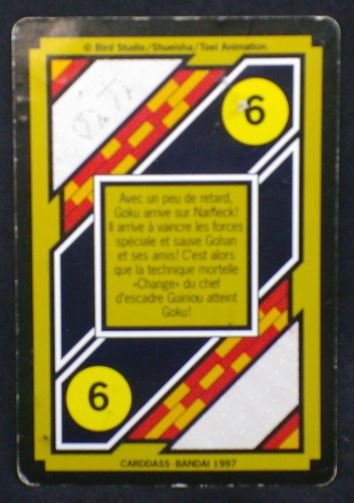 © Bird Studio/Shueisha/Toei Animation.
6
Avec un peu de retard,
Goku arrive sur Narfleck!
Il arrive à vaincre les forces
spéciale et sauve Gohan
et ses amis! C'est alors
que la technique mortelle
«Change» du chef
d'escadre Guiniou atteint
Goku!
6
CARDDASS-BANDAI 1997